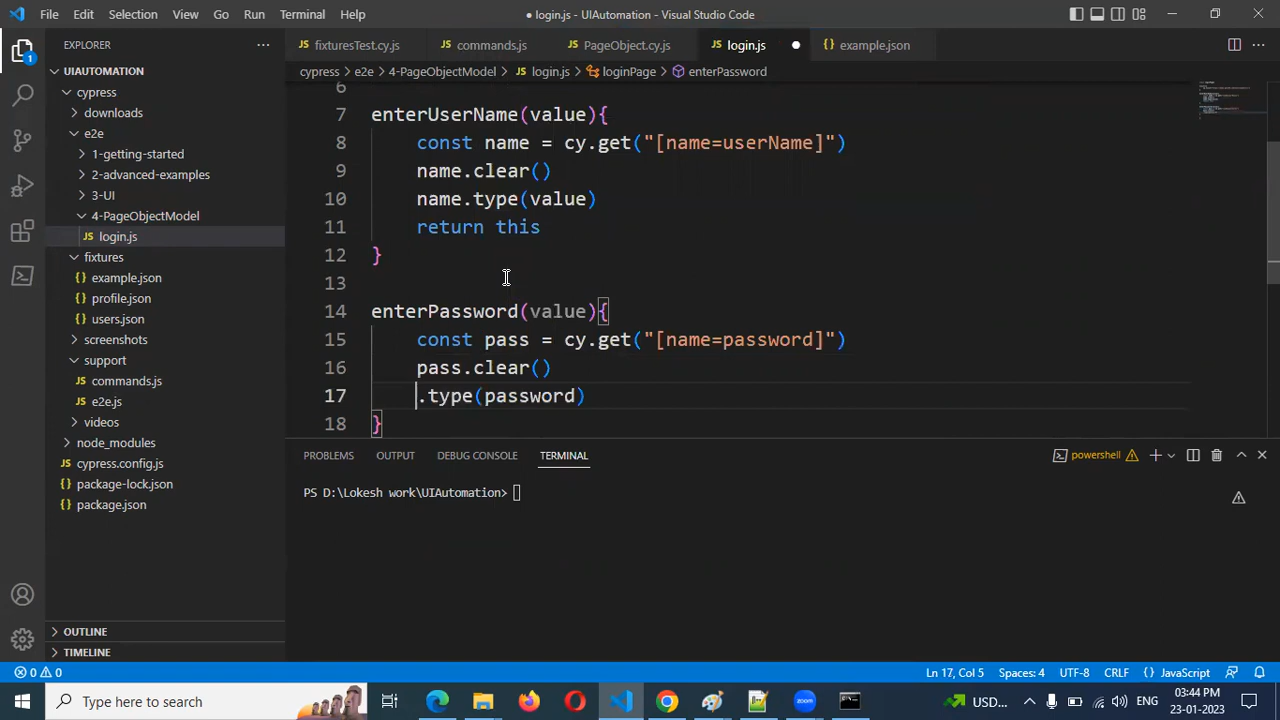 File Edit Selection View Go Run Terminal Help
● login.js - UIAutomation - Visual Studio Code
EXPLORER
fixturesTest.cy.js
commands.js
PageObject.cy.js
login.js
example.json
UIAUTOMATION
cypress > e2e > 4-PageObjectModel > login.js > loginPage > enterPassword
cypress
downloads
e2e
1-getting-started
2-advanced-examples
3-UI
4-PageObjectModel
login.js
fixtures
example.json
profile.json
users.json
screenshots
support
commands.js
e2e.js
videos
node_modules
cypress.config.js
package-lock.json
package.json
OUTLINE
TIMELINE
6
7 enterUserName(value){
8 const name = cy.get("[name=userName]")
9 name.clear()
10 name.type(value)
11 return this
12 }
13
14 enterPassword(value){
15 const pass = cy.get("[name=password]")
16 pass.clear()
17 .type(password)
18 }
PROBLEMS OUTPUT DEBUG CONSOLE TERMINAL
powershell
PS D:\Lokesh work\UIAutomation>
1
0 0
Ln 17, Col 5 Spaces: 4 UTF-8 CRLF {} JavaScript
Type here to search
zoom
USD...
ENG
03:44 PM
23-01-2023